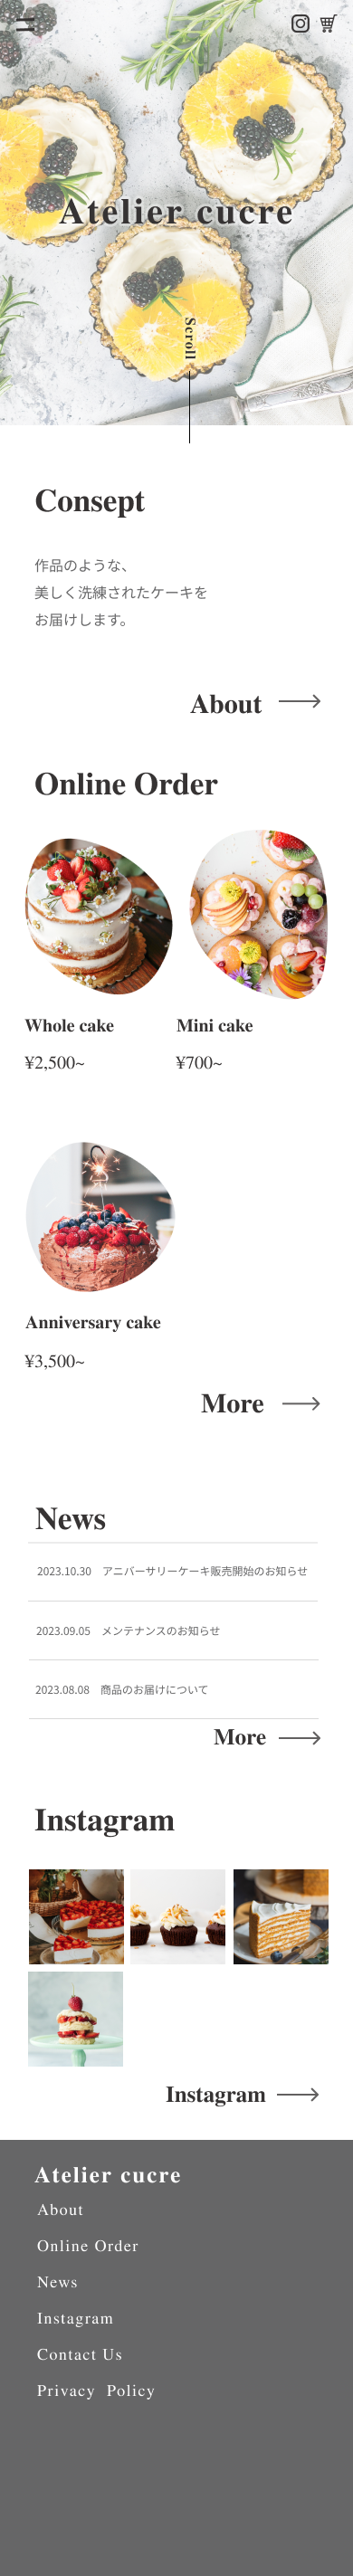 Atelier cucre
Scroll
Consept
作品のような、
美しく洗練されたケーキを
お届けします。
About
Online Order
Whole cake
Mini cake
¥2,500~
¥700~
Anniversary cake
¥3,500~
More
News
2023.10.30 アニバーサリーケーキ販売開始のお知らせ
2023.09.05 メンテナンスのお知らせ
2023.08.08 商品のお届けについて
More
Instagram
Instagram
Atelier cucre
About
Online Order
News
Instagram
Contact Us
Privacy Policy